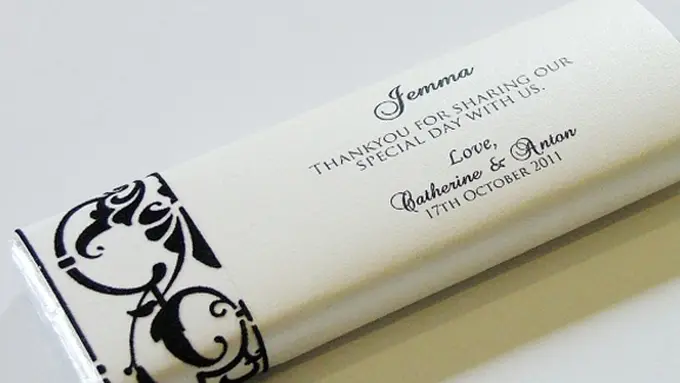 Jemma
THANKYOU FOR SHARING OUR
SPECIAL DAY WITH US.
Love,
Catherine & Anton
17TH OCTOBER 2011